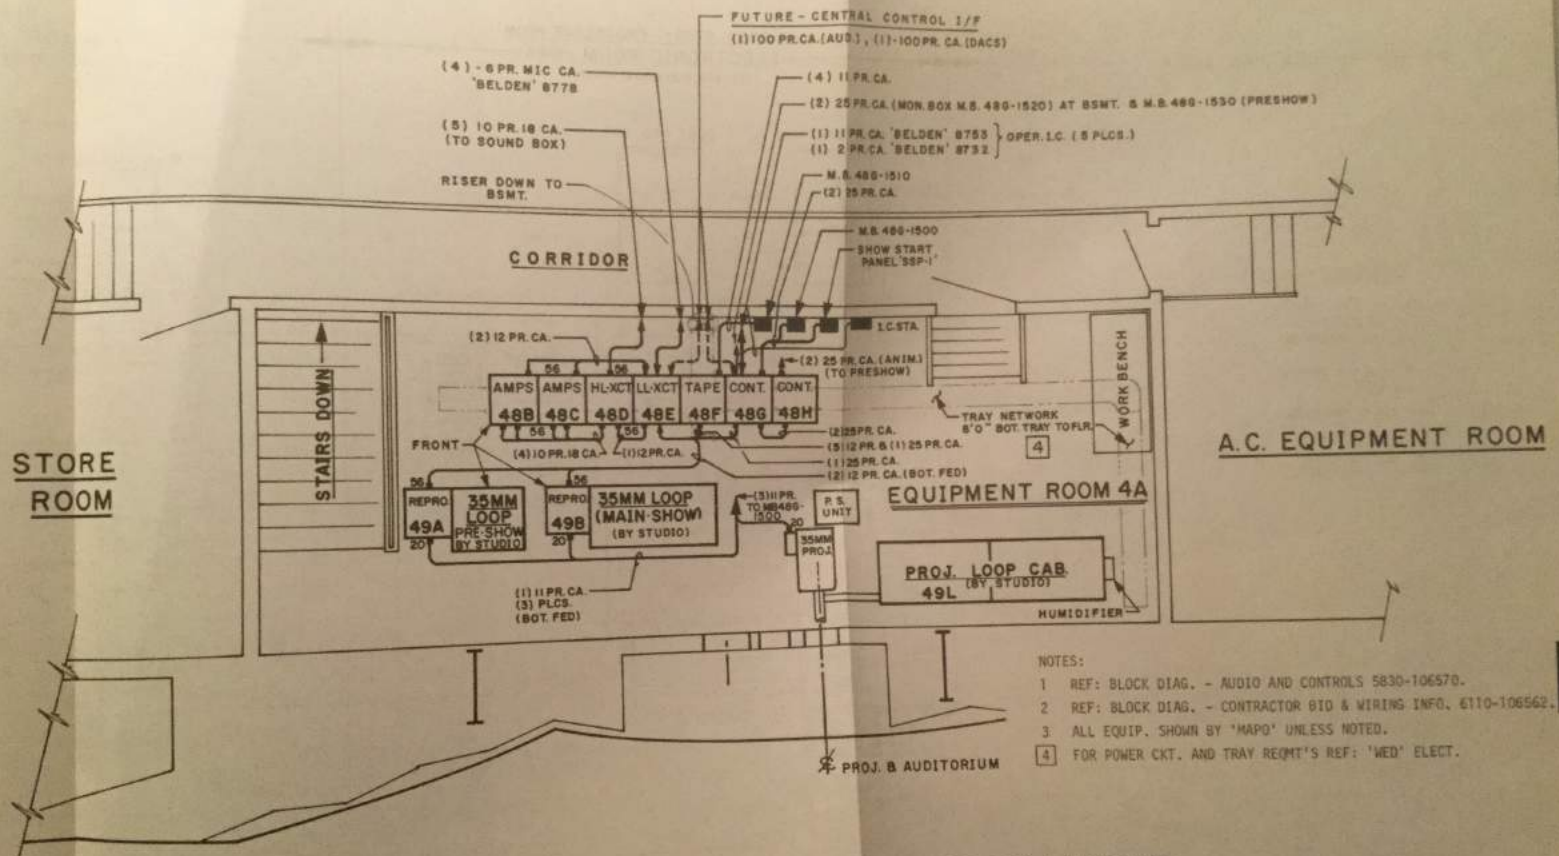 FUTURE - CENTRAL CONTROL I/F
(1) 100 PR. CA. (AUD.), (1)-100 PR. CA. (DACS)
(4) - 6 PR. MIC CA.
'BELDEN' 8778
(4) 11 PR. CA.
(2) 25 PR. CA. (MON. BOX M.B. 48G-1520) AT BSMT. & M.B. 48G-1530 (PRESHOW)
(5) 10 PR. 18 CA.
(TO SOUND BOX)
(1) 11 PR. CA. 'BELDEN' 8753
(1) 2 PR. CA. 'BELDEN' 8732
OPER. I.C. (5 PLCS.)
RISER DOWN TO
BSMT.
M.B. 48G-1510
(2) 25 PR. CA.
M.B. 48G-1500
SHOW START
PANEL 'SSP-1'
CORRIDOR
I.C. STA.
(2) 12 PR. CA.
(2) 25 PR. CA. (ANIM.)
(TO PRESHOW)
56
56
AMPS
48B
AMPS
48C
HL-XCT
48D
LL-XCT
48E
TAPE
48F
CONT.
48G
CONT.
48H
STAIRS DOWN
WORK BENCH
TRAY NETWORK
8'0" BOT. TRAY TO FLR.
4
56
56
FRONT
(4) 10 PR. 18 CA.
(1) 12 PR. CA.
(2) 25 PR. CA.
(5) 12 PR. & (1) 25 PR. CA.
(1) 25 PR. CA.
(2) 12 PR. CA. (BOT. FED)
STORE
ROOM
A.C. EQUIPMENT ROOM
EQUIPMENT ROOM 4A
56
REPRO.
49A
20
35MM
LOOP
PRE-SHOW
BY STUDIO
56
REPRO.
49B
20
35MM LOOP
(MAIN-SHOW)
(BY STUDIO)
(3) 11 PR.
TO MB48G-
1500
20
P.S.
UNIT
35MM
PROJ.
PROJ. LOOP CAB.
(BY STUDIO)
49L
HUMIDIFIER
(1) 11 PR. CA.
(3) PLCS.
(BOT. FED)
PROJ. & AUDITORIUM
NOTES:
1 REF: BLOCK DIAG. - AUDIO AND CONTROLS 5830-106570.
2 REF: BLOCK DIAG. - CONTRACTOR BID & WIRING INFO. 6110-106562.
3 ALL EQUIP. SHOWN BY 'MAPO' UNLESS NOTED.
4 FOR POWER CKT. AND TRAY REQMT'S REF: 'WED' ELECT.